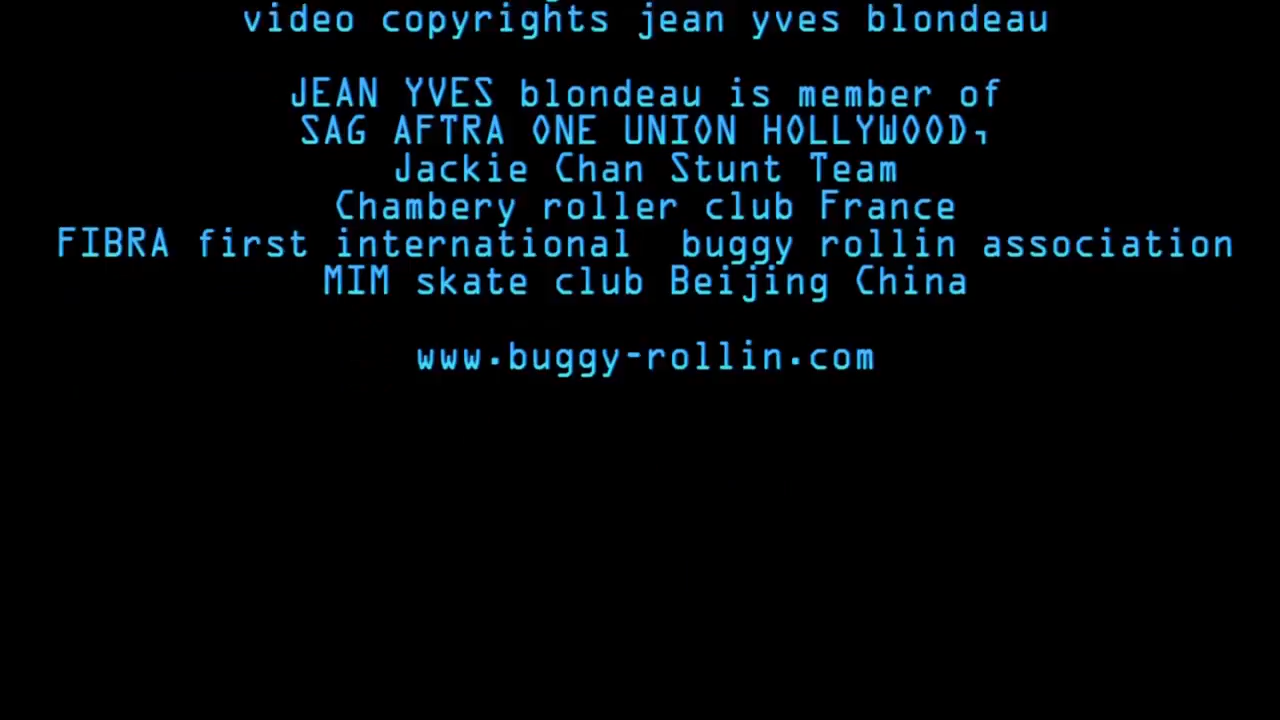 video copyrights jean yves blondeau
JEAN YVES blondeau is member of
SAG AFTRA ONE UNION HOLLYWOOD,
Jackie Chan Stunt Team
Chambery roller club France
FIBRA first international  buggy rollin association
MIM skate club Beijing China
www.buggy-rollin.com